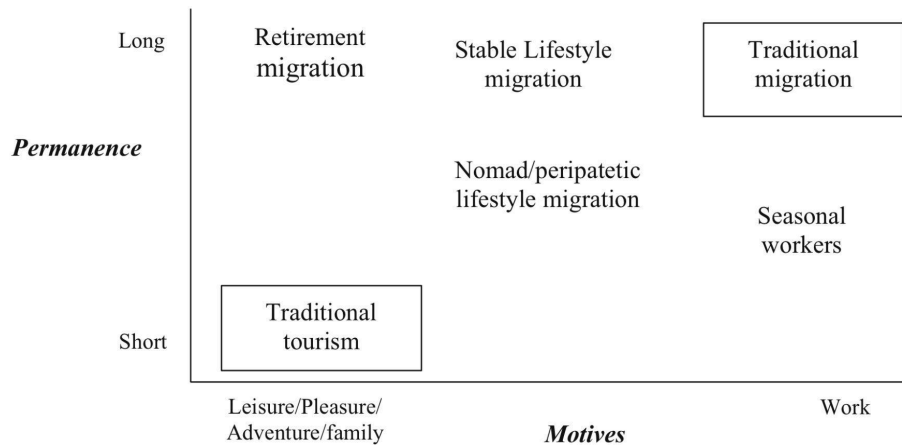 Long
Retirement
migration
Stable Lifestyle
migration
Traditional
migration
Permanence
Nomad/peripatetic
lifestyle migration
Seasonal
workers
Traditional
tourism
Short
Leisure/Pleasure/
Adventure/family
Motives
Work